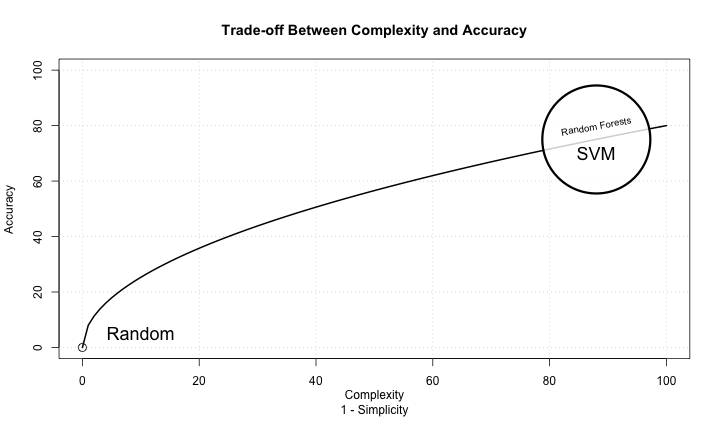 Trade-off Between Complexity and Accuracy
100
80
60
40
20
0
Accuracy
Random Forests
SVM
Random
0 20 40 60 80 100
Complexity
1 - Simplicity